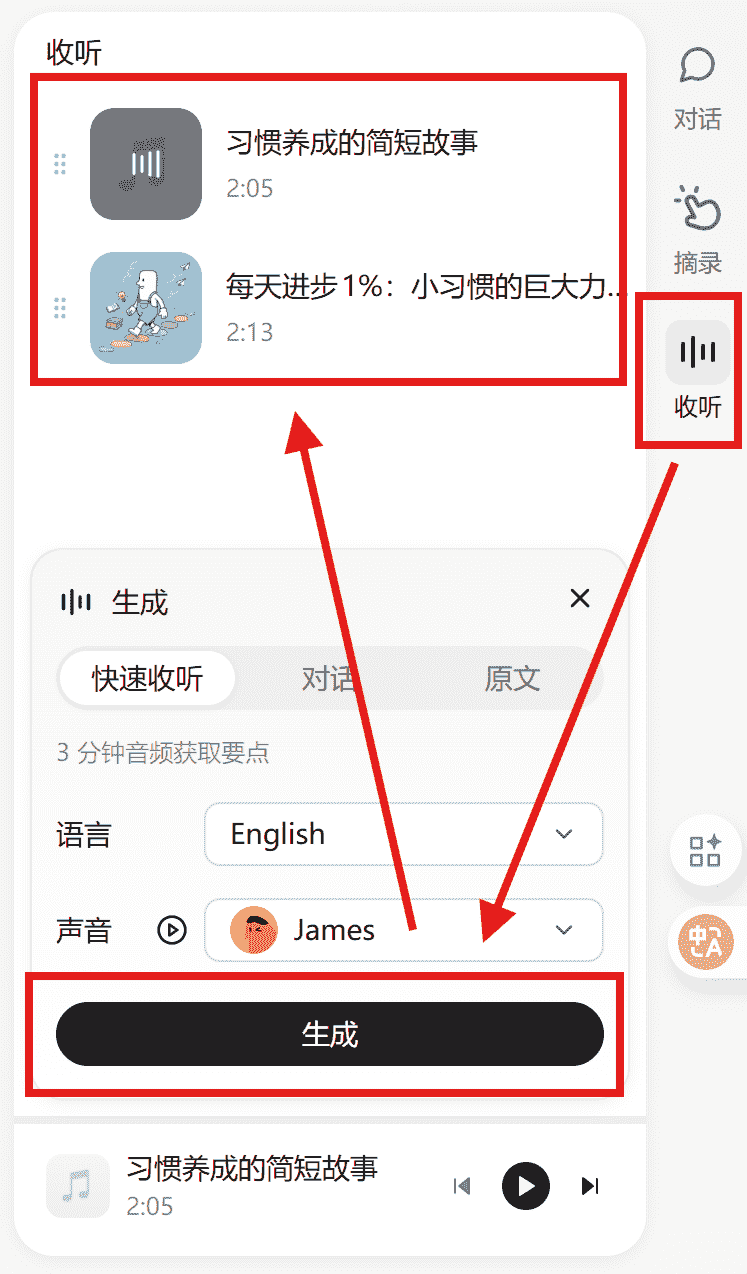 收听
习惯养成的简短故事
2:05
每天进步1%：小习惯的巨大力...
2:13
对话
摘录
收听
生成
快速收听 对话 原文
3 分钟音频获取要点
语言 English
声音 James
生成
中A
习惯养成的简短故事
2:05